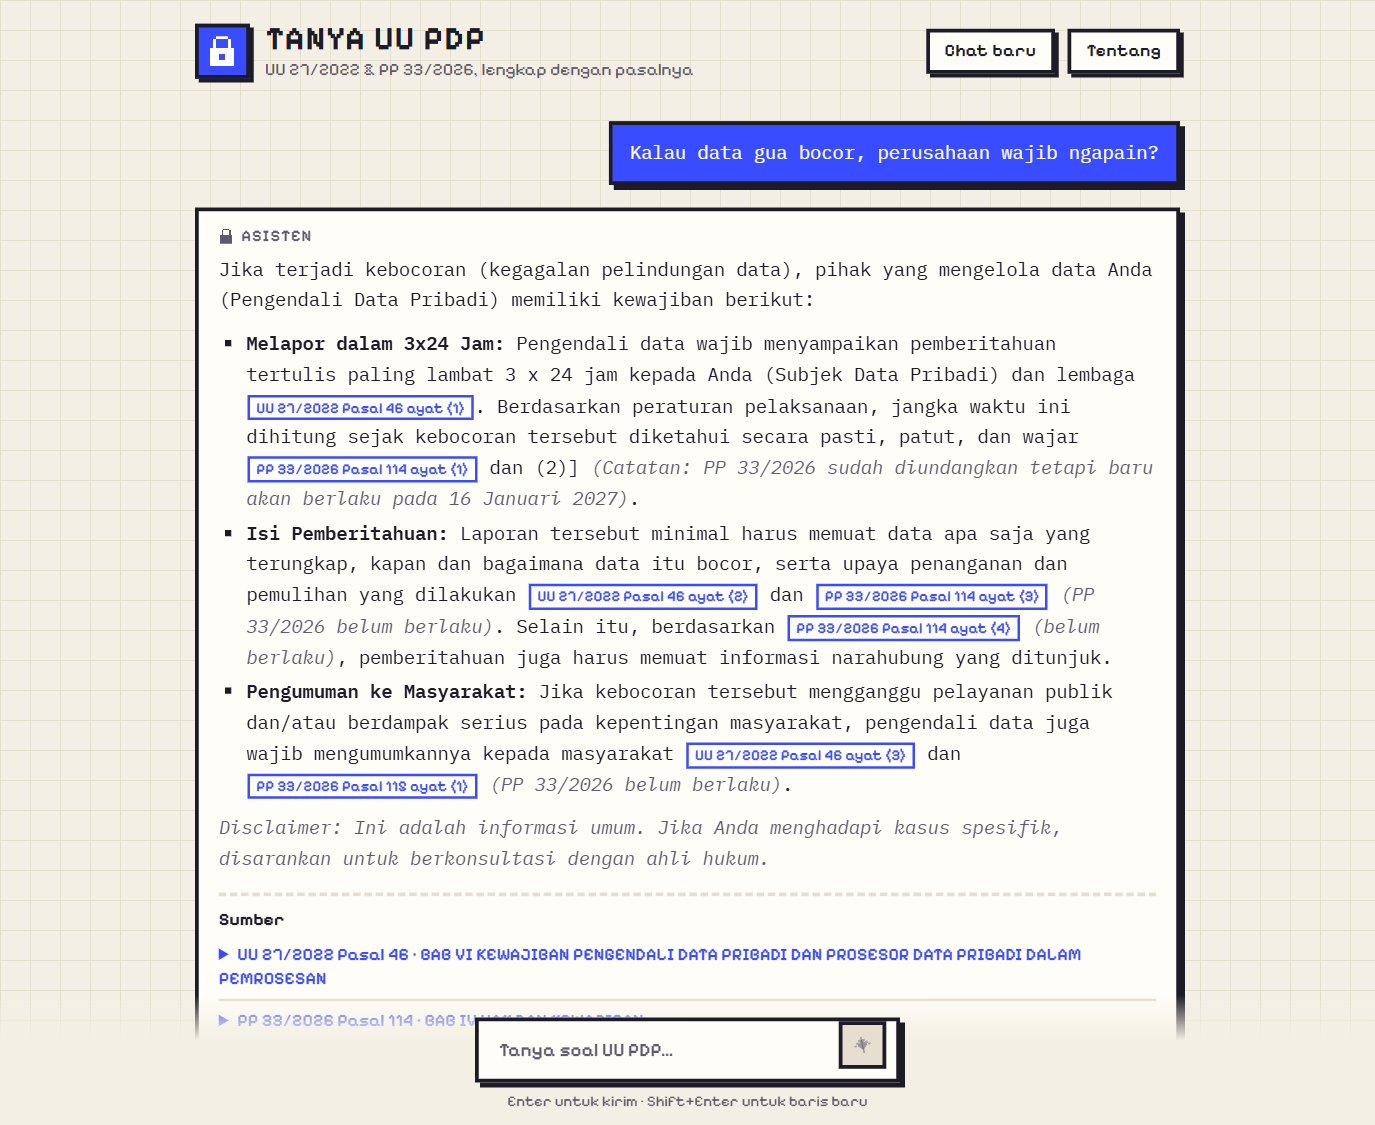 TANYA UU PDP
UU 27/2022 & PP 33/2026, lengkap dengan pasalnya
Chat baru
Tentang
Kalau data gua bocor, perusahaan wajib ngapain?
ASISTEN
Jika terjadi kebocoran (kegagalan pelindungan data), pihak yang mengelola data Anda
(Pengendali Data Pribadi) memiliki kewajiban berikut:
▪ Melapor dalam 3x24 Jam: Pengendali data wajib menyampaikan pemberitahuan
tertulis paling lambat 3 x 24 jam kepada Anda (Subjek Data Pribadi) dan lembaga
UU 27/2022 Pasal 46 ayat (1). Berdasarkan peraturan pelaksanaan, jangka waktu ini
dihitung sejak kebocoran tersebut diketahui secara pasti, patut, dan wajar
PP 33/2026 Pasal 114 ayat (1) dan (2)] (Catatan: PP 33/2026 sudah diundangkan tetapi baru
akan berlaku pada 16 Januari 2027).
▪ Isi Pemberitahuan: Laporan tersebut minimal harus memuat data apa saja yang
terungkap, kapan dan bagaimana data itu bocor, serta upaya penanganan dan
pemulihan yang dilakukan UU 27/2022 Pasal 46 ayat (2) dan PP 33/2026 Pasal 114 ayat (3) (PP
33/2026 belum berlaku). Selain itu, berdasarkan PP 33/2026 Pasal 114 ayat (4) (belum
berlaku), pemberitahuan juga harus memuat informasi narahubung yang ditunjuk.
▪ Pengumuman ke Masyarakat: Jika kebocoran tersebut mengganggu pelayanan publik
dan/atau berdampak serius pada kepentingan masyarakat, pengendali data juga
wajib mengumumkannya kepada masyarakat UU 27/2022 Pasal 46 ayat (3) dan
PP 33/2026 Pasal 115 ayat (1) (PP 33/2026 belum berlaku).
Disclaimer: Ini adalah informasi umum. Jika Anda menghadapi kasus spesifik,
disarankan untuk berkonsultasi dengan ahli hukum.
Sumber
▶ UU 27/2022 Pasal 46 · BAB VI KEWAJIBAN PENGENDALI DATA PRIBADI DAN PROSESOR DATA PRIBADI DALAM
PEMROSESAN
▶ PP 33/2026 Pasal 114 · BAB IV HAK DAN KEWAJIBAN
Tanya soal UU PDP...
Enter untuk kirim · Shift+Enter untuk baris baru